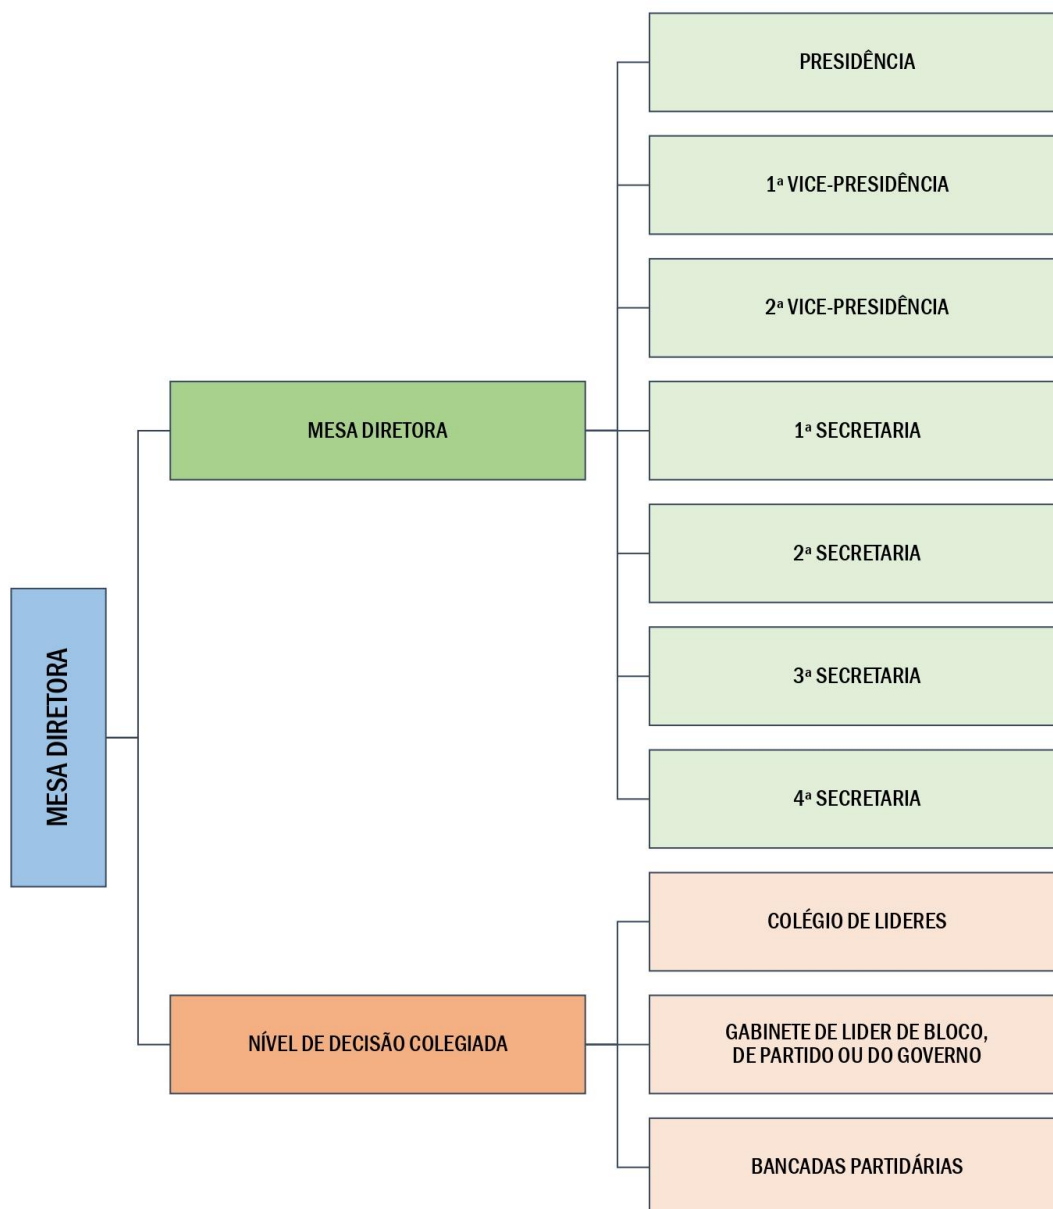 MESA DIRETORA
MESA DIRETORA
PRESIDÊNCIA
1ª VICE-PRESIDÊNCIA
2ª VICE-PRESIDÊNCIA
1ª SECRETARIA
2ª SECRETARIA
3ª SECRETARIA
4ª SECRETARIA
NÍVEL DE DECISÃO COLEGIADA
COLÉGIO DE LIDERES
GABINETE DE LIDER DE BLOCO,
DE PARTIDO OU DO GOVERNO
BANCADAS PARTIDÁRIAS